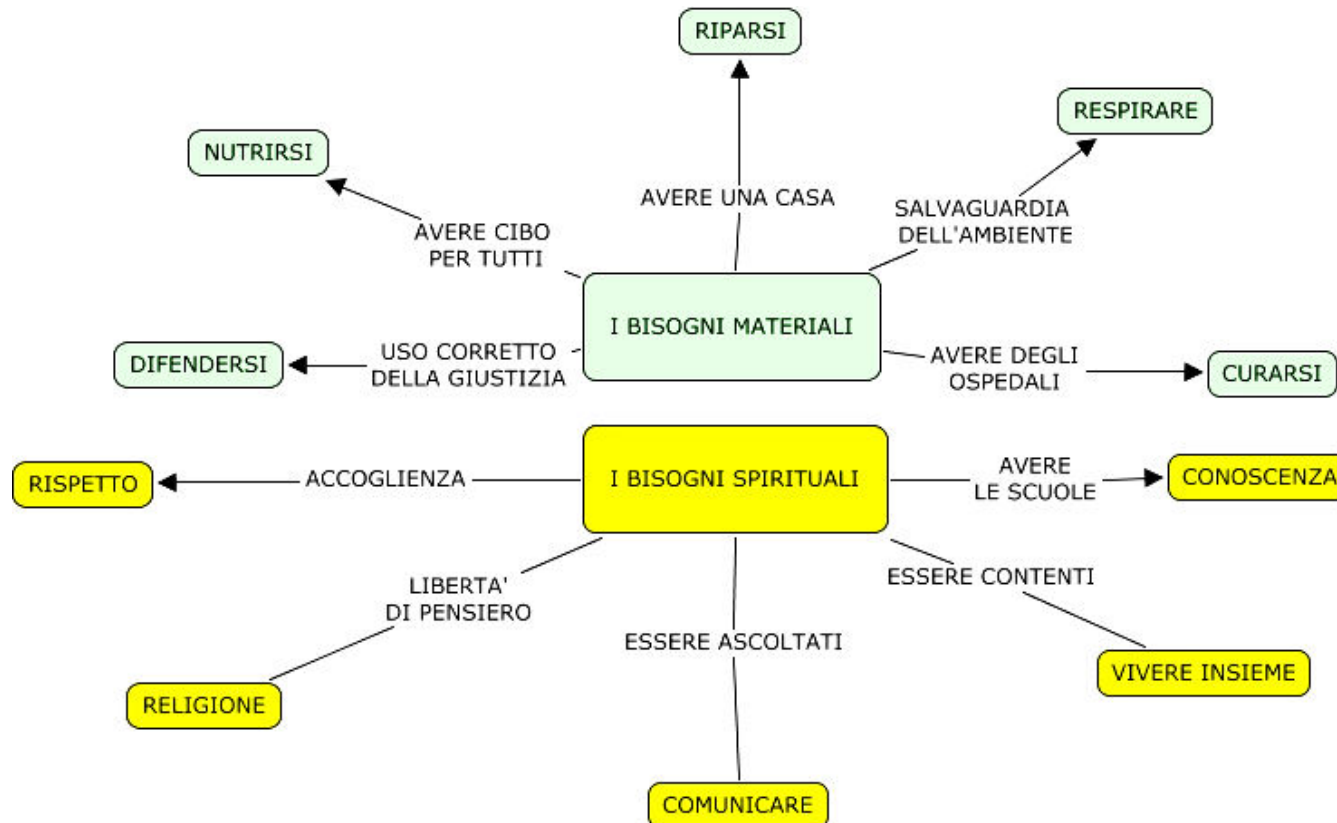 RIPARSI
RESPIRARE
NUTRIRSI
AVERE UNA CASA
SALVAGUARDIA
DELL'AMBIENTE
AVERE CIBO
PER TUTTI
I BISOGNI MATERIALI
DIFENDERSI
USO CORRETTO
DELLA GIUSTIZIA
AVERE DEGLI
OSPEDALI
CURARSI
RISPETTO
ACCOGLIENZA
I BISOGNI SPIRITUALI
AVERE
LE SCUOLE
CONOSCENZA
LIBERTA'
DI PENSIERO
ESSERE CONTENTI
ESSERE ASCOLTATI
RELIGIONE
VIVERE INSIEME
COMUNICARE